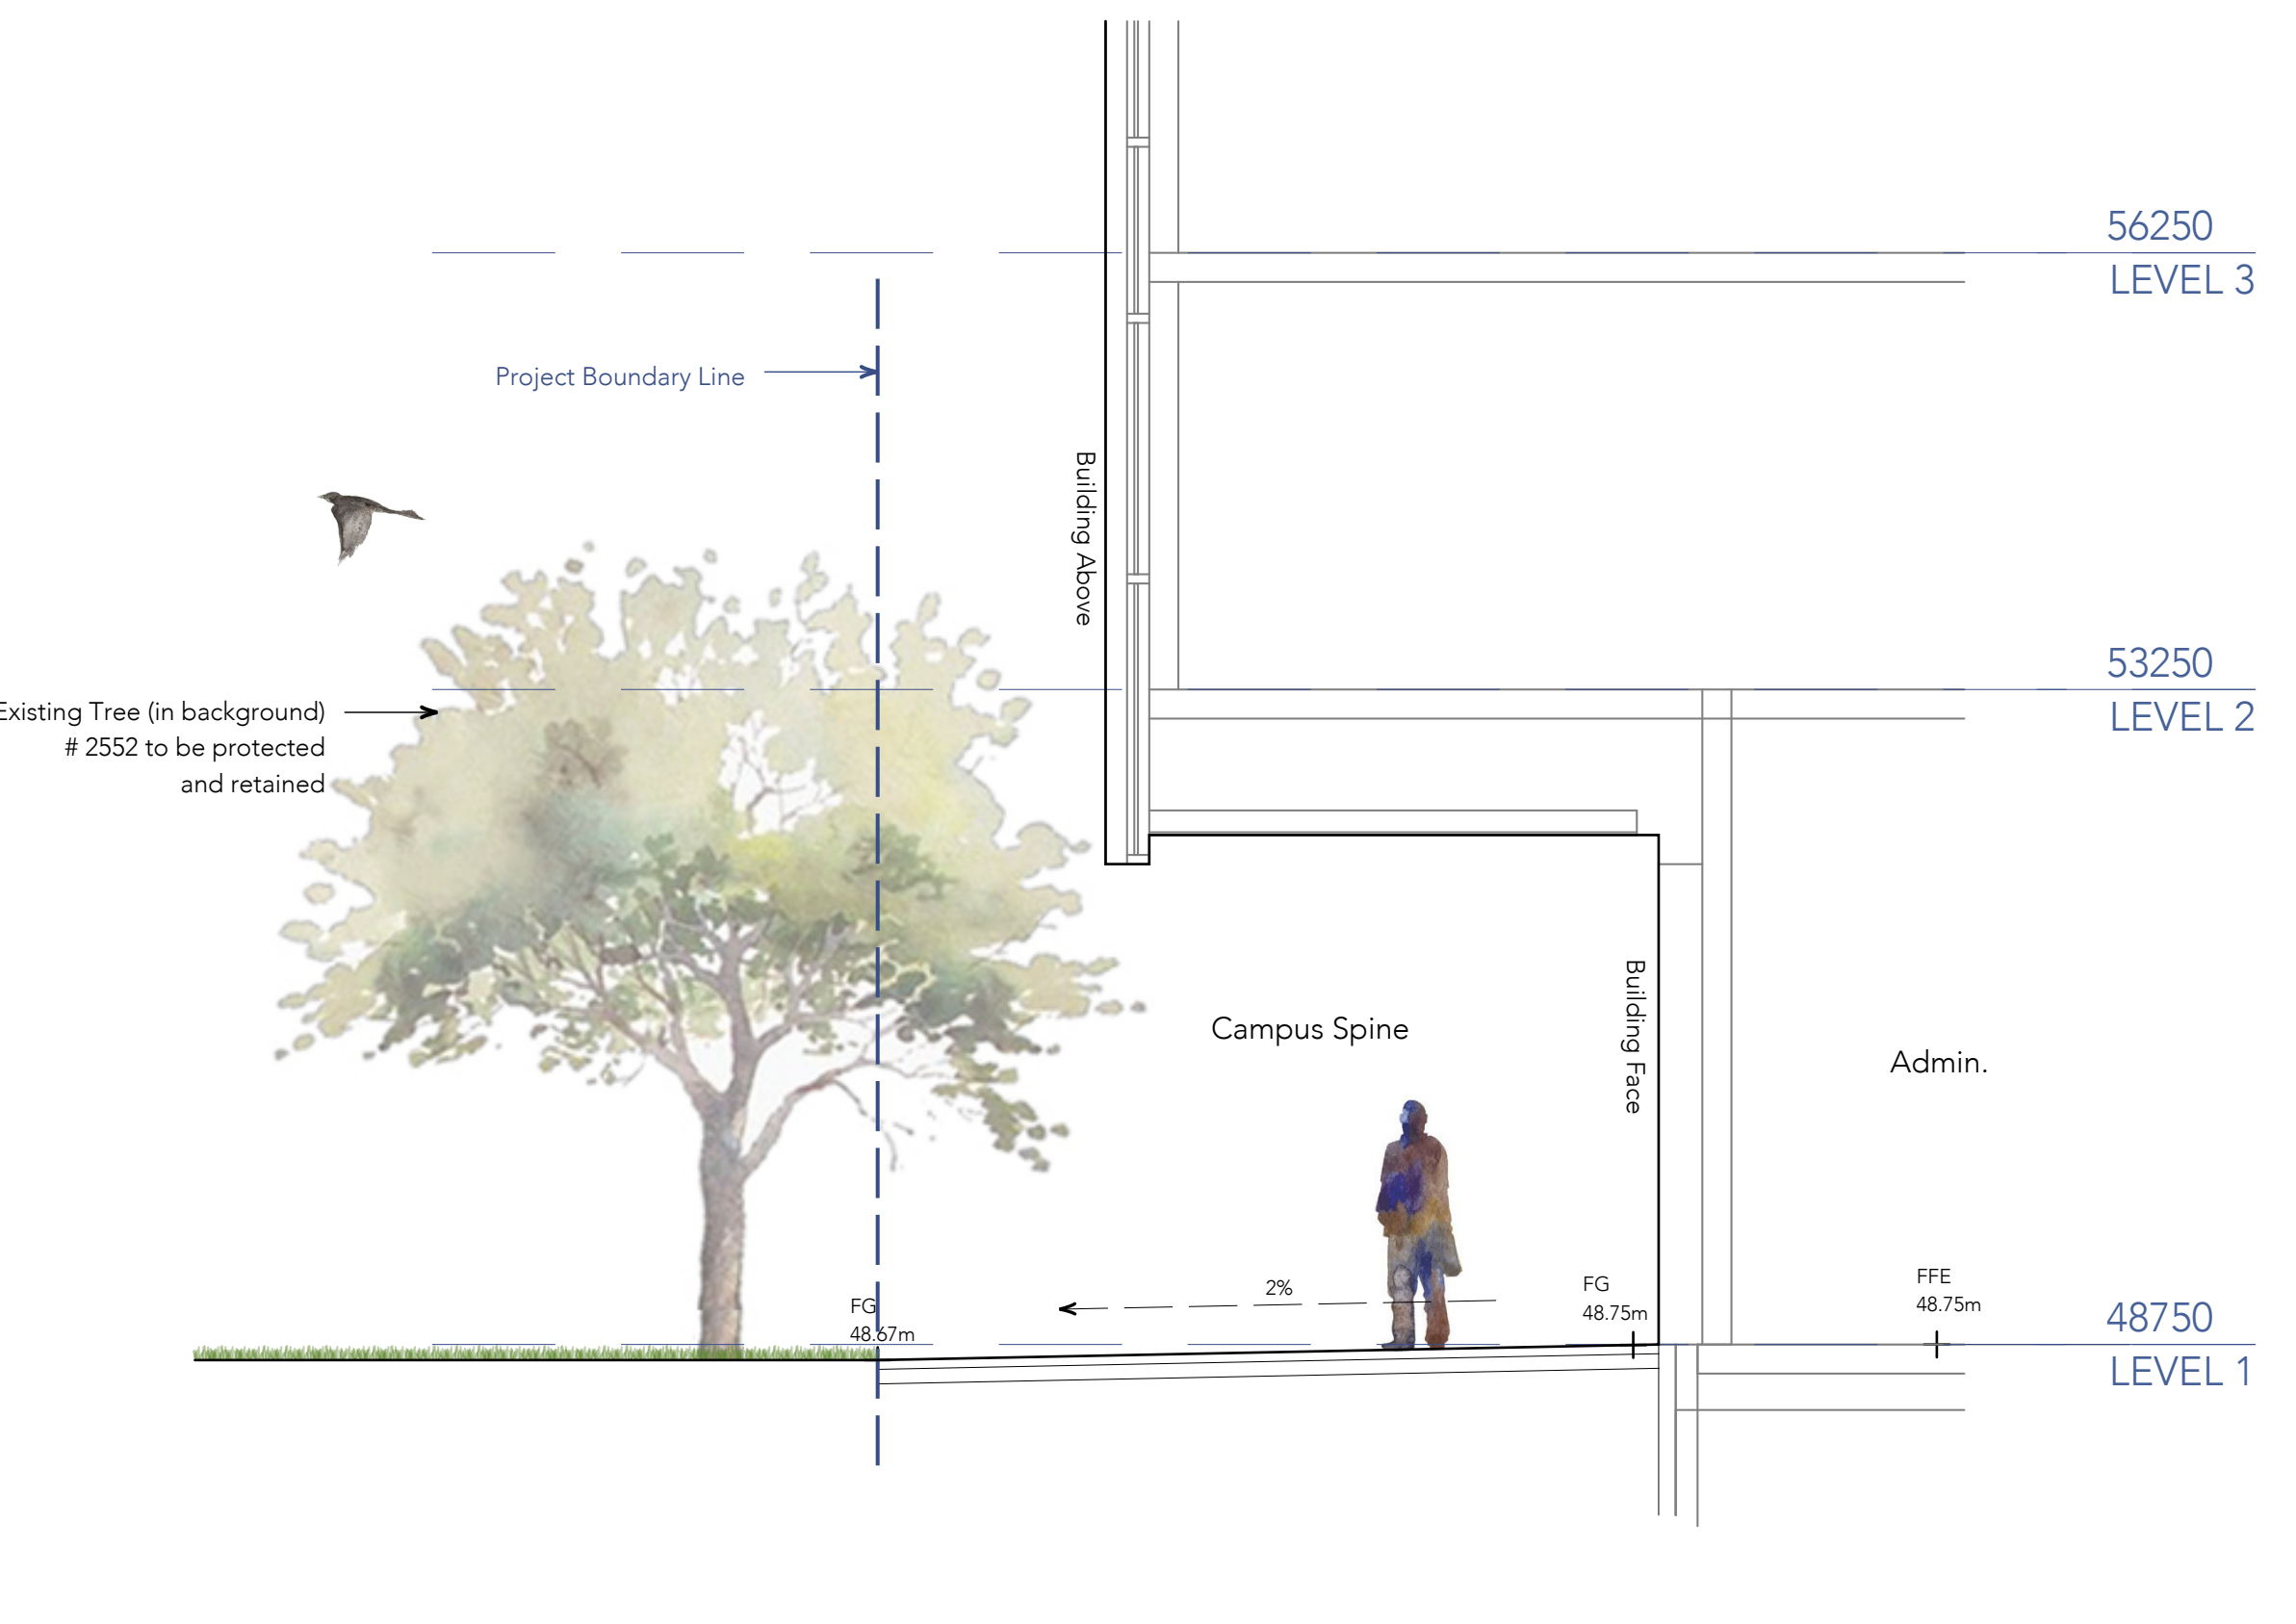 56250
LEVEL 3
Project Boundary Line
Building Above
53250
LEVEL 2
Existing Tree (in background)
# 2552 to be protected
and retained
Campus Spine
Building Face
Admin.
2%
FG
48.67m
FG
48.75m
FFE
48.75m
48750
LEVEL 1